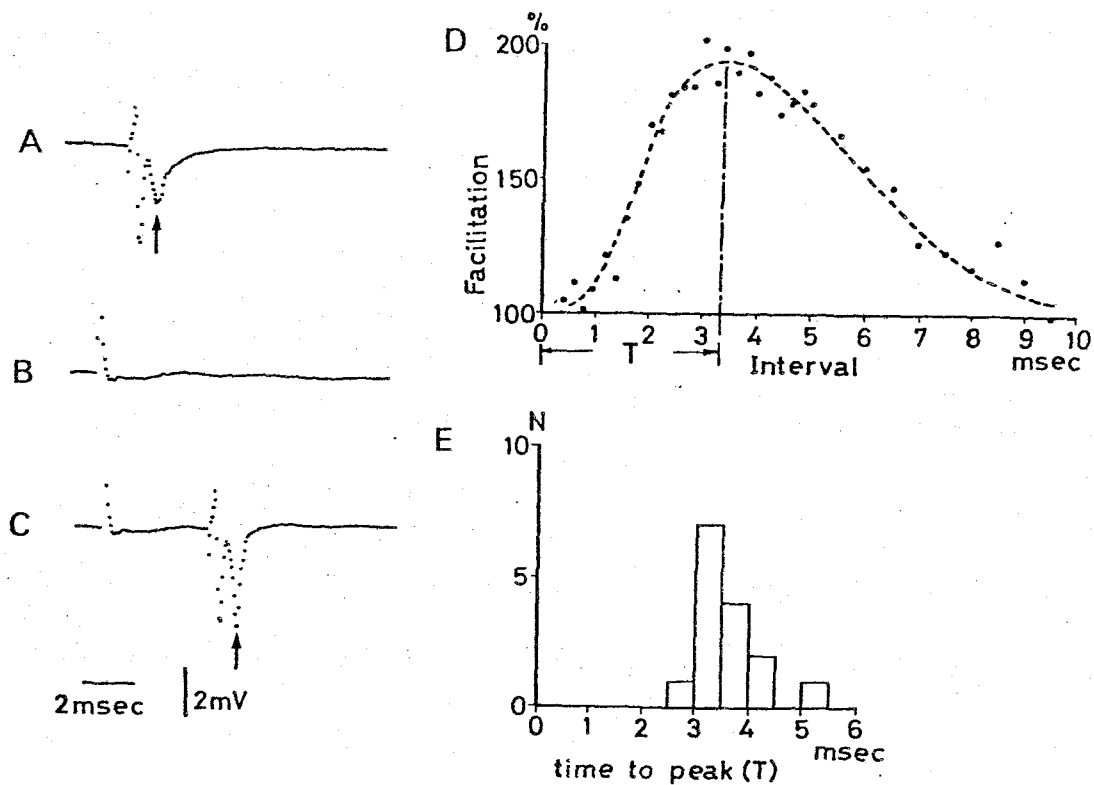 A
B
C
2msec
2mV
D
%
200
150
100
Facilitation
0 1 2 3 4 5 6 7 8 9 10
T
Interval
msec
E
N
10
5
0
0 1 2 3 4 5 6
msec
time to peak (T)